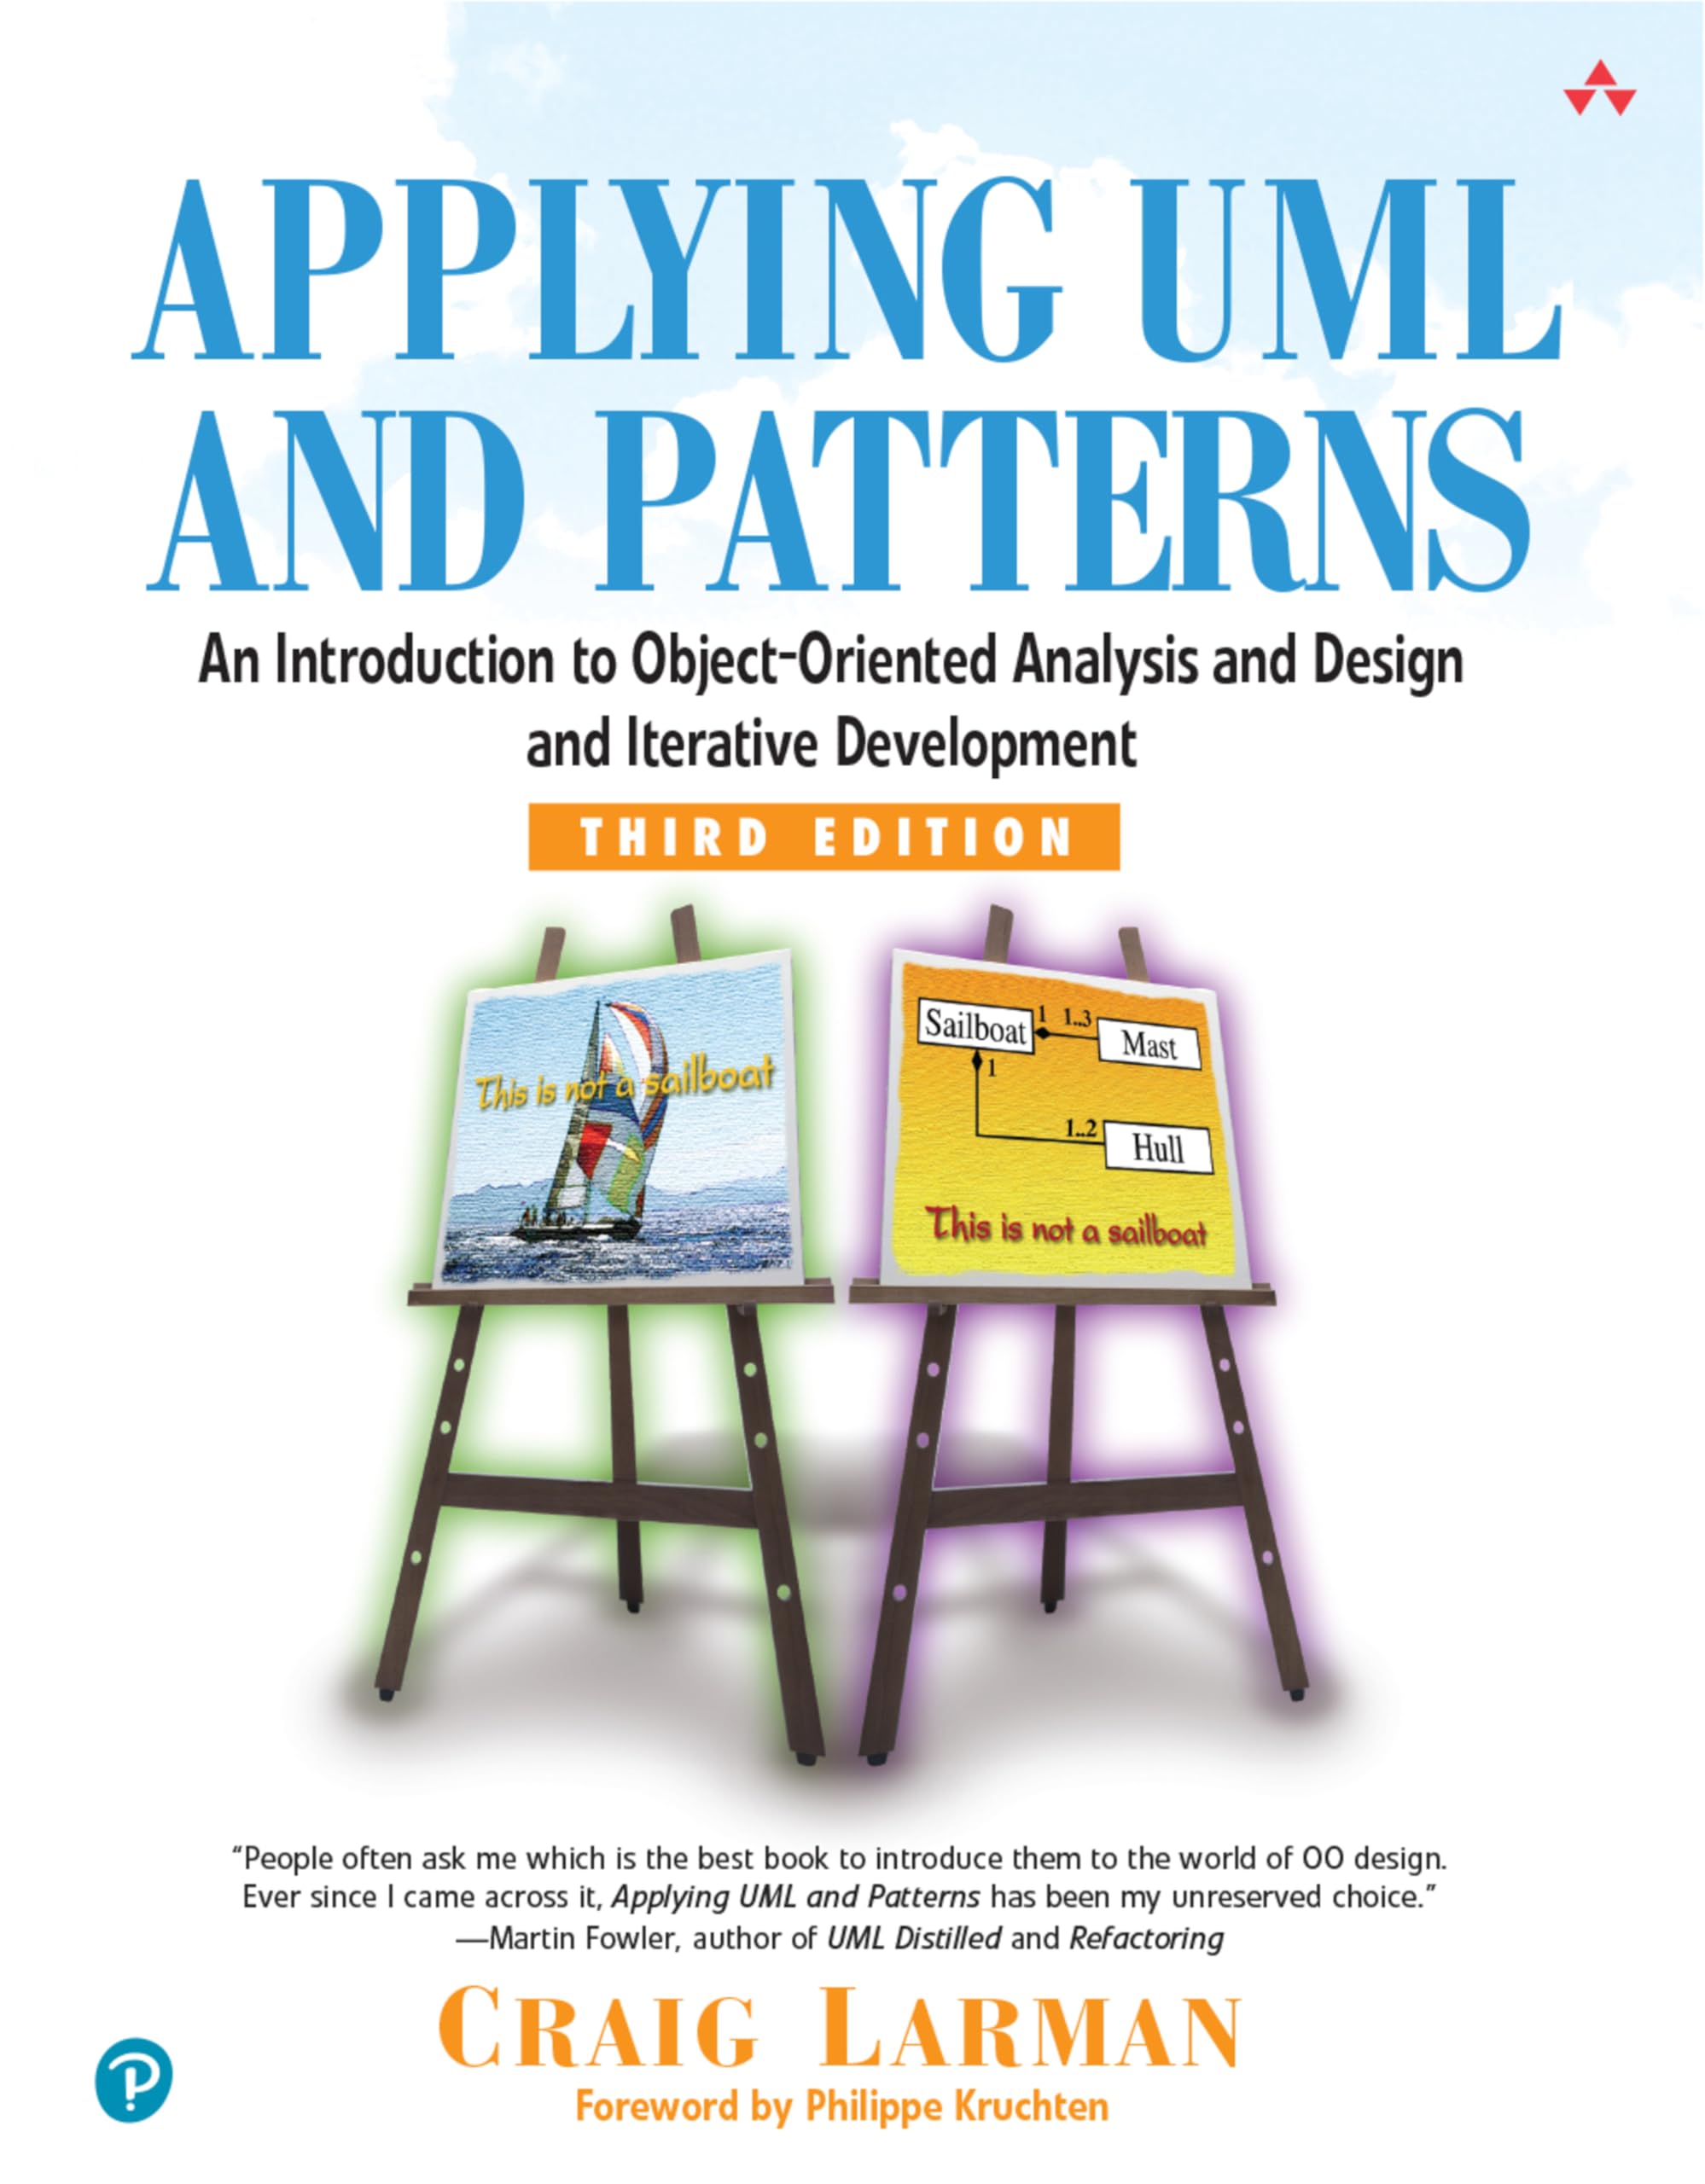 APPLYING UML
AND PATTERNS
An Introduction to Object-Oriented Analysis and Design
and Iterative Development
THIRD EDITION
This is not a sailboat
Sailboat
1
1..3
Mast
1
1..2
Hull
This is not a sailboat
“People often ask me which is the best book to introduce them to the world of OO design.
Ever since I came across it, Applying UML and Patterns has been my unreserved choice.”
—Martin Fowler, author of UML Distilled and Refactoring
CRAIG LARMAN
Foreword by Philippe Kruchten
P